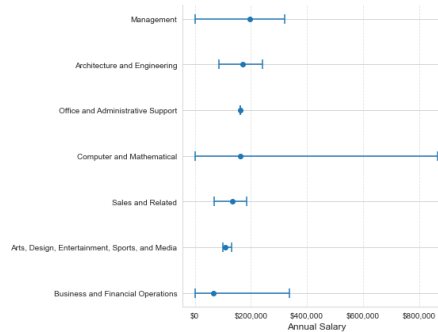 Management
Architecture and Engineering
Office and Administrative Support
Computer and Mathematical
Sales and Related
Arts, Design, Entertainment, Sports, and Media
Business and Financial Operations
$0 $200,000 $400,000 $600,000 $800,000
Annual Salary